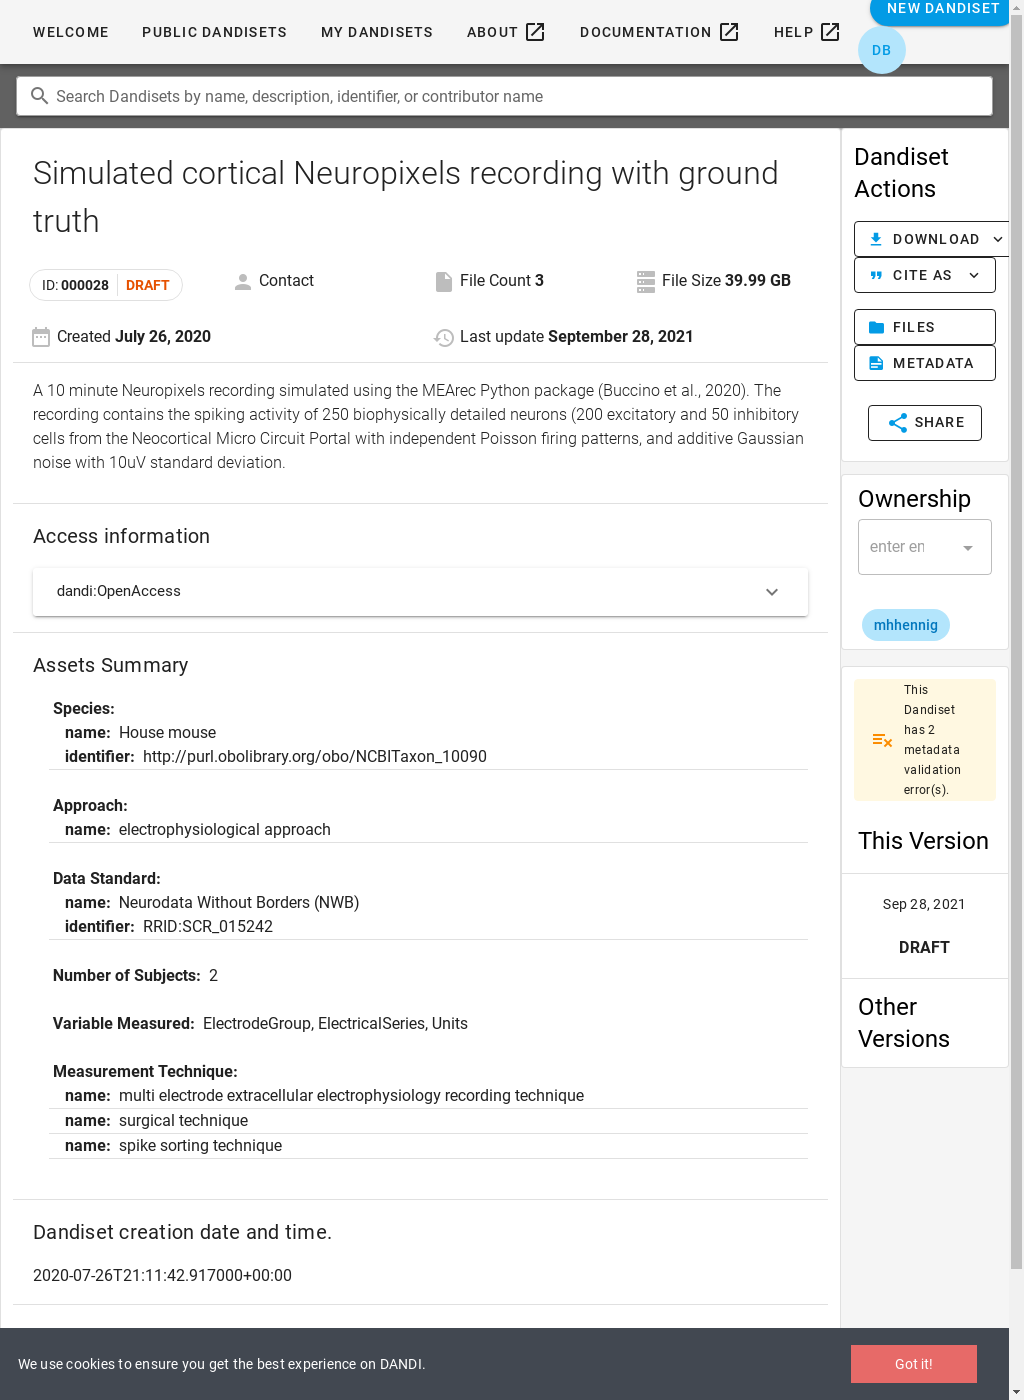 WELCOME PUBLIC DANDISETS MY DANDISETS ABOUT DOCUMENTATION HELP NEW DANDISET
DB
Search Dandisets by name, description, identifier, or contributor name
Simulated cortical Neuropixels recording with ground
truth
ID: 000028 DRAFT Contact File Count 3 File Size 39.99 GB
Created July 26, 2020 Last update September 28, 2021
A 10 minute Neuropixels recording simulated using the MEArec Python package (Buccino et al., 2020). The
recording contains the spiking activity of 250 biophysically detailed neurons (200 excitatory and 50 inhibitory
cells from the Neocortical Micro Circuit Portal with independent Poisson firing patterns, and additive Gaussian
noise with 10uV standard deviation.
Access information
dandi:OpenAccess
Assets Summary
Species:
name: House mouse
identifier: http://purl.obolibrary.org/obo/NCBITaxon_10090
Approach:
name: electrophysiological approach
Data Standard:
name: Neurodata Without Borders (NWB)
identifier: RRID:SCR_015242
Number of Subjects: 2
Variable Measured: ElectrodeGroup, ElectricalSeries, Units
Measurement Technique:
name: multi electrode extracellular electrophysiology recording technique
name: surgical technique
name: spike sorting technique
Dandiset creation date and time.
2020-07-26T21:11:42.917000+00:00
Dandiset
Actions
DOWNLOAD
CITE AS
FILES
METADATA
SHARE
Ownership
enter en
mhhennig
This
Dandiset
has 2
metadata
validation
error(s).
This Version
Sep 28, 2021
DRAFT
Other
Versions
We use cookies to ensure you get the best experience on DANDI.
Got it!